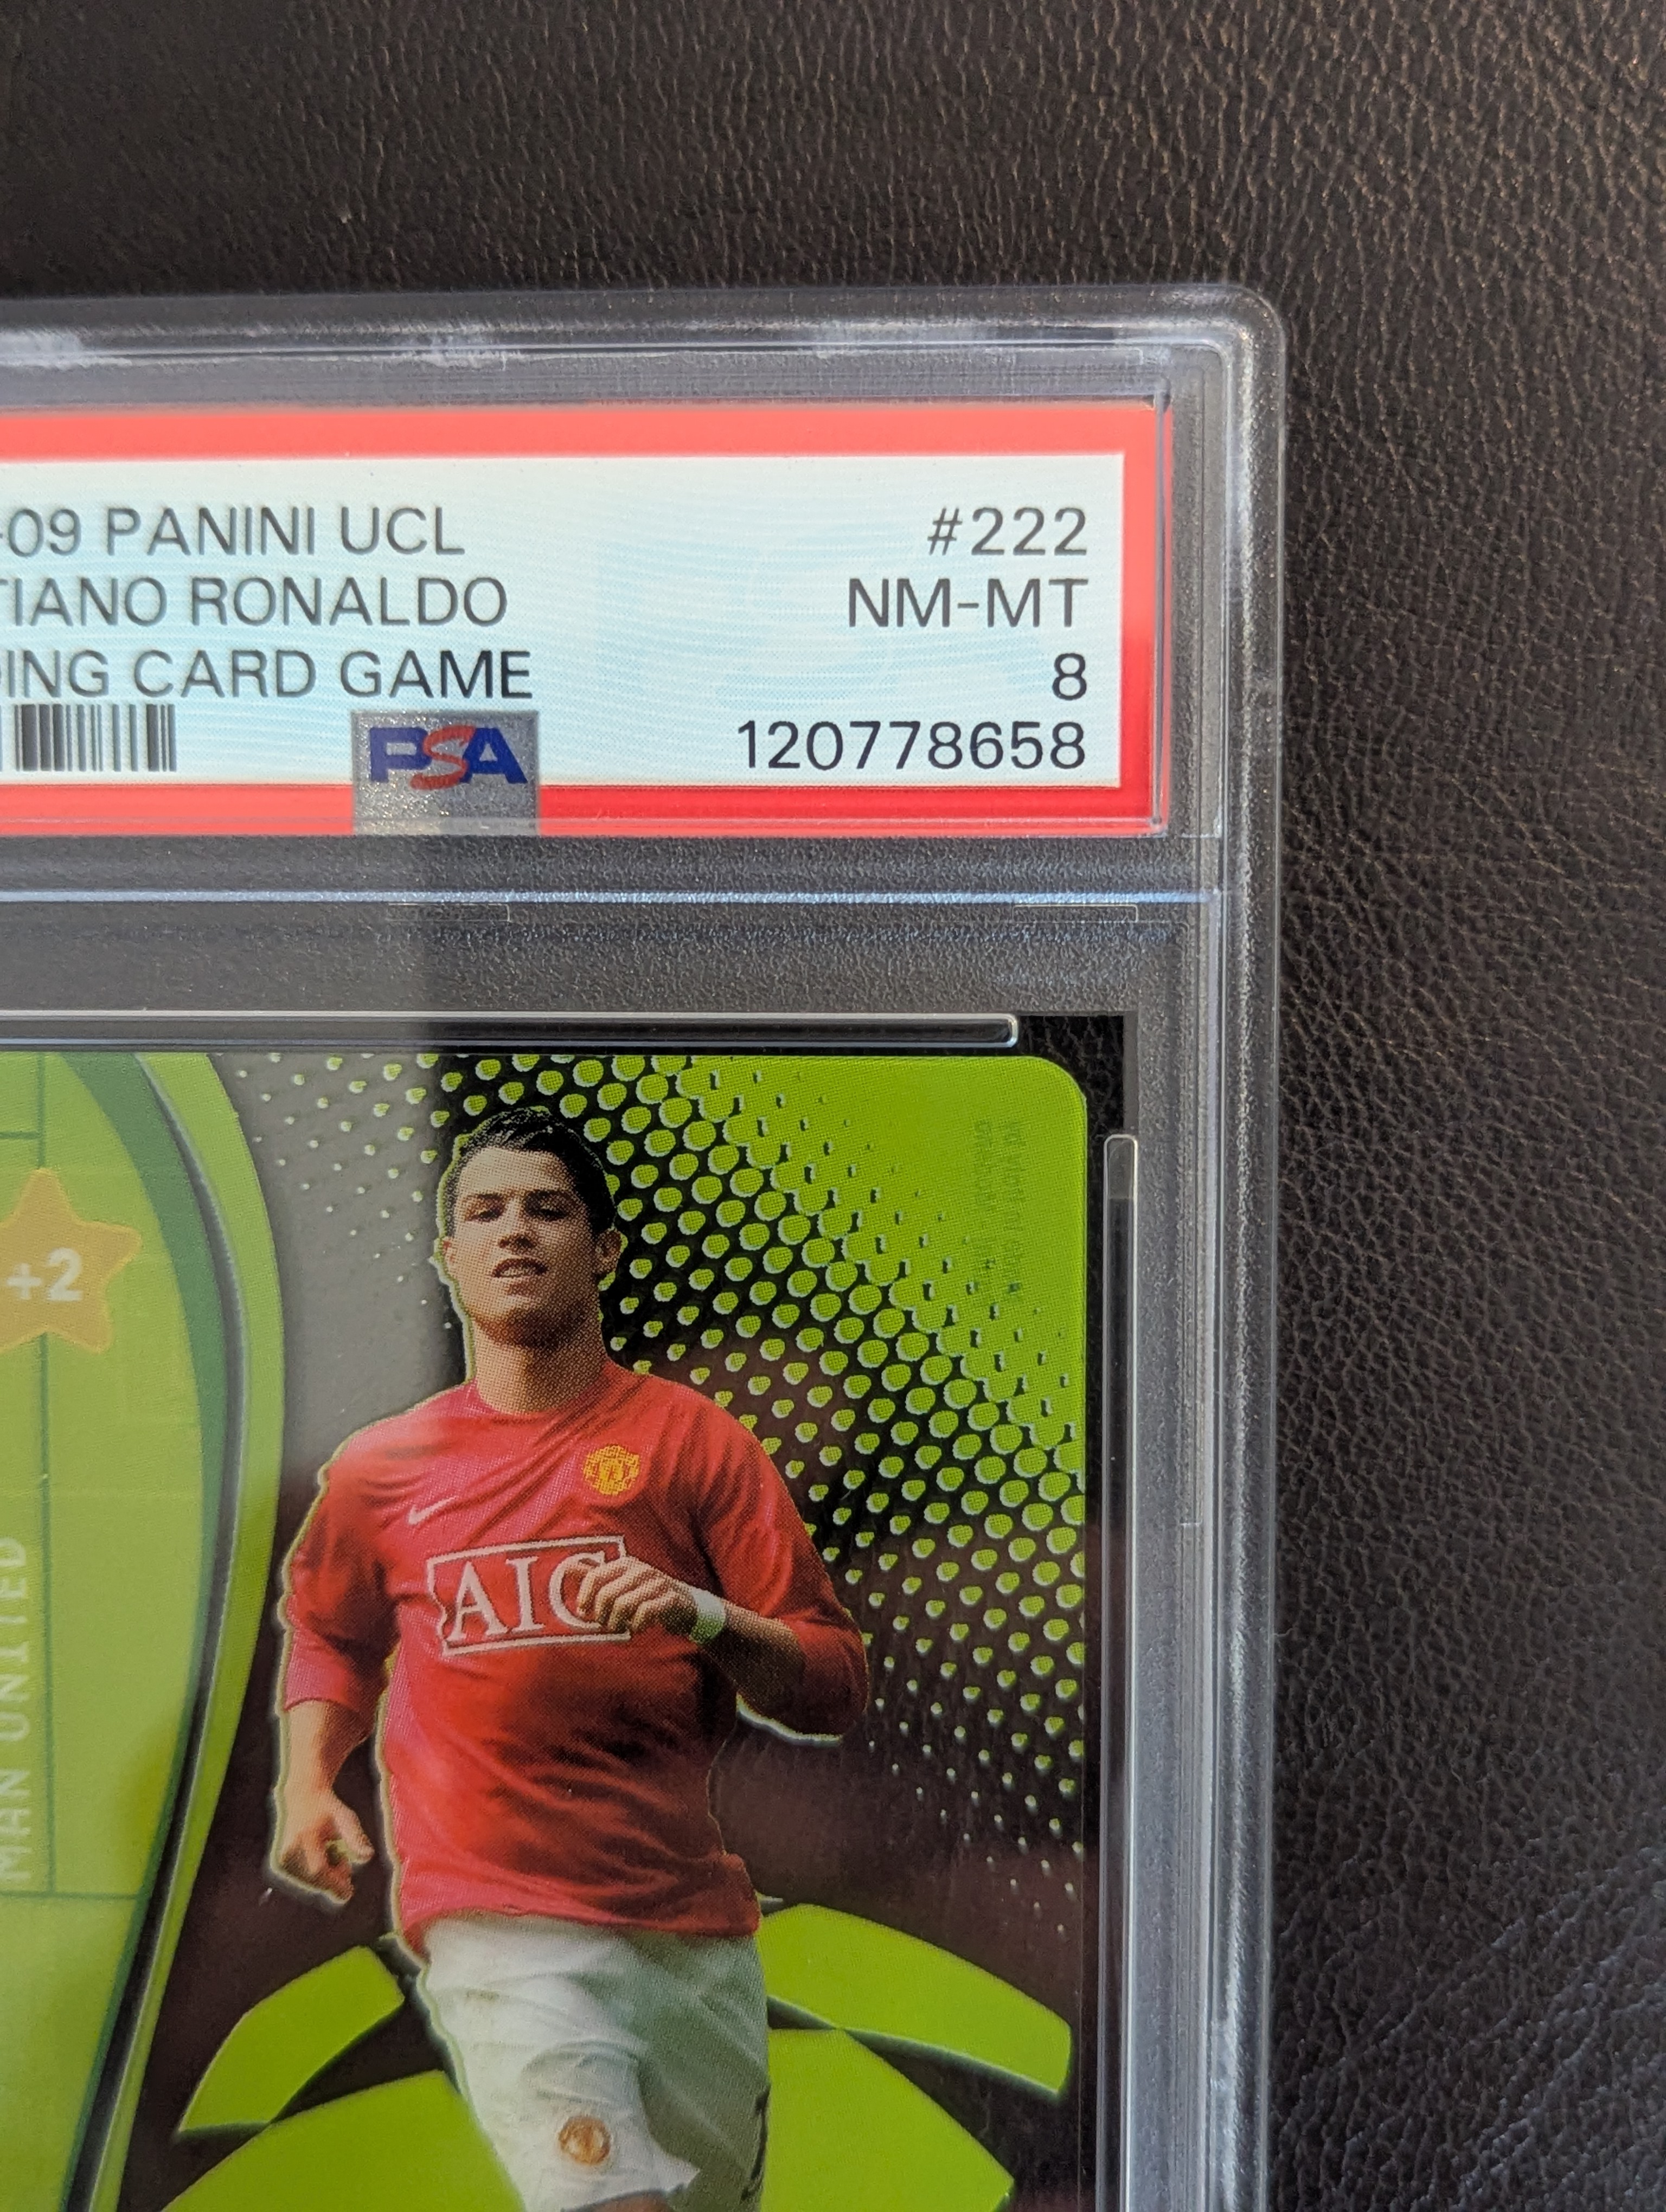 -09 PANINI UCL #222
TIANO RONALDO NM-MT
DING CARD GAME 8
PSA 120778658
+2
MAN UNITED
AIG